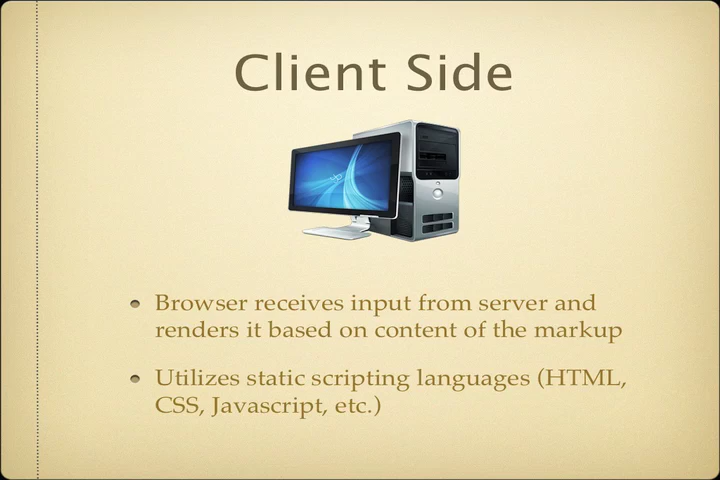 Client Side
Browser receives input from server and
renders it based on content of the markup
Utilizes static scripting languages (HTML,
CSS, Javascript, etc.)